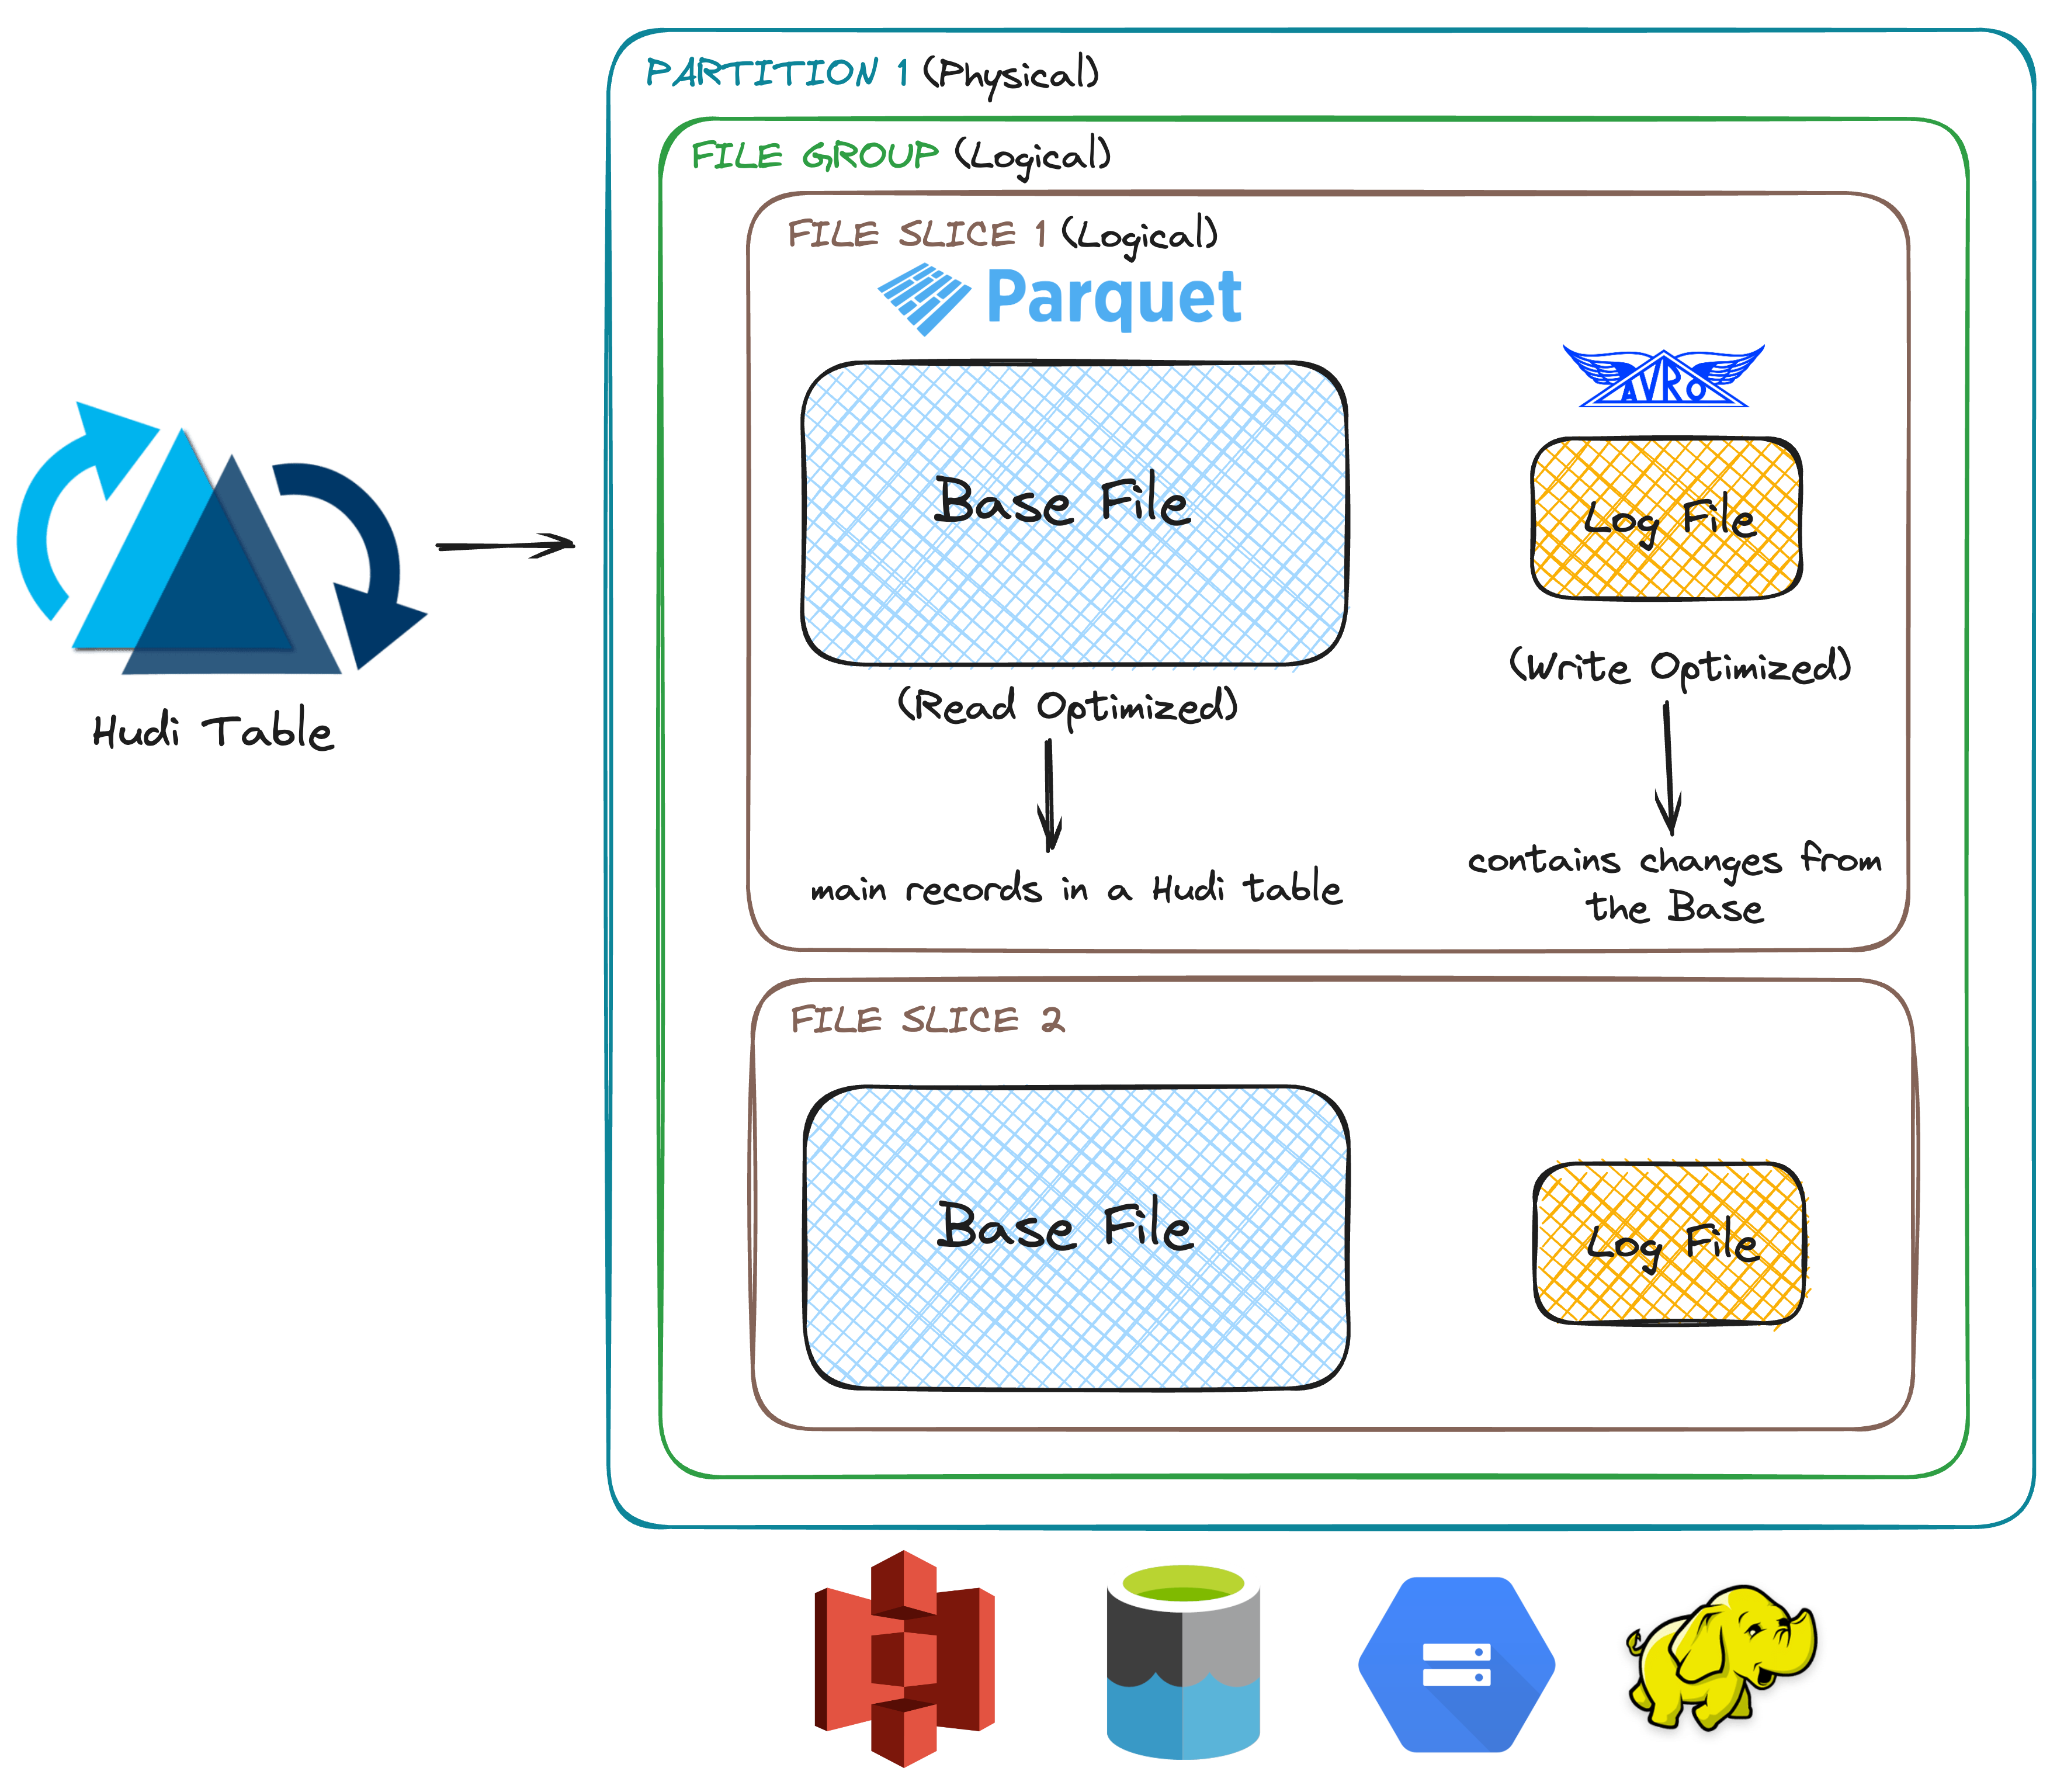 PARTITION 1 (Physical)
FILE GROUP (Logical)
FILE SLICE 1 (Logical)
Parquet
AVRO
Base File
Log File
(Read Optimized)
(Write Optimized)
main records in a Hudi table
contains changes from
the Base
Hudi Table
FILE SLICE 2
Base File
Log File